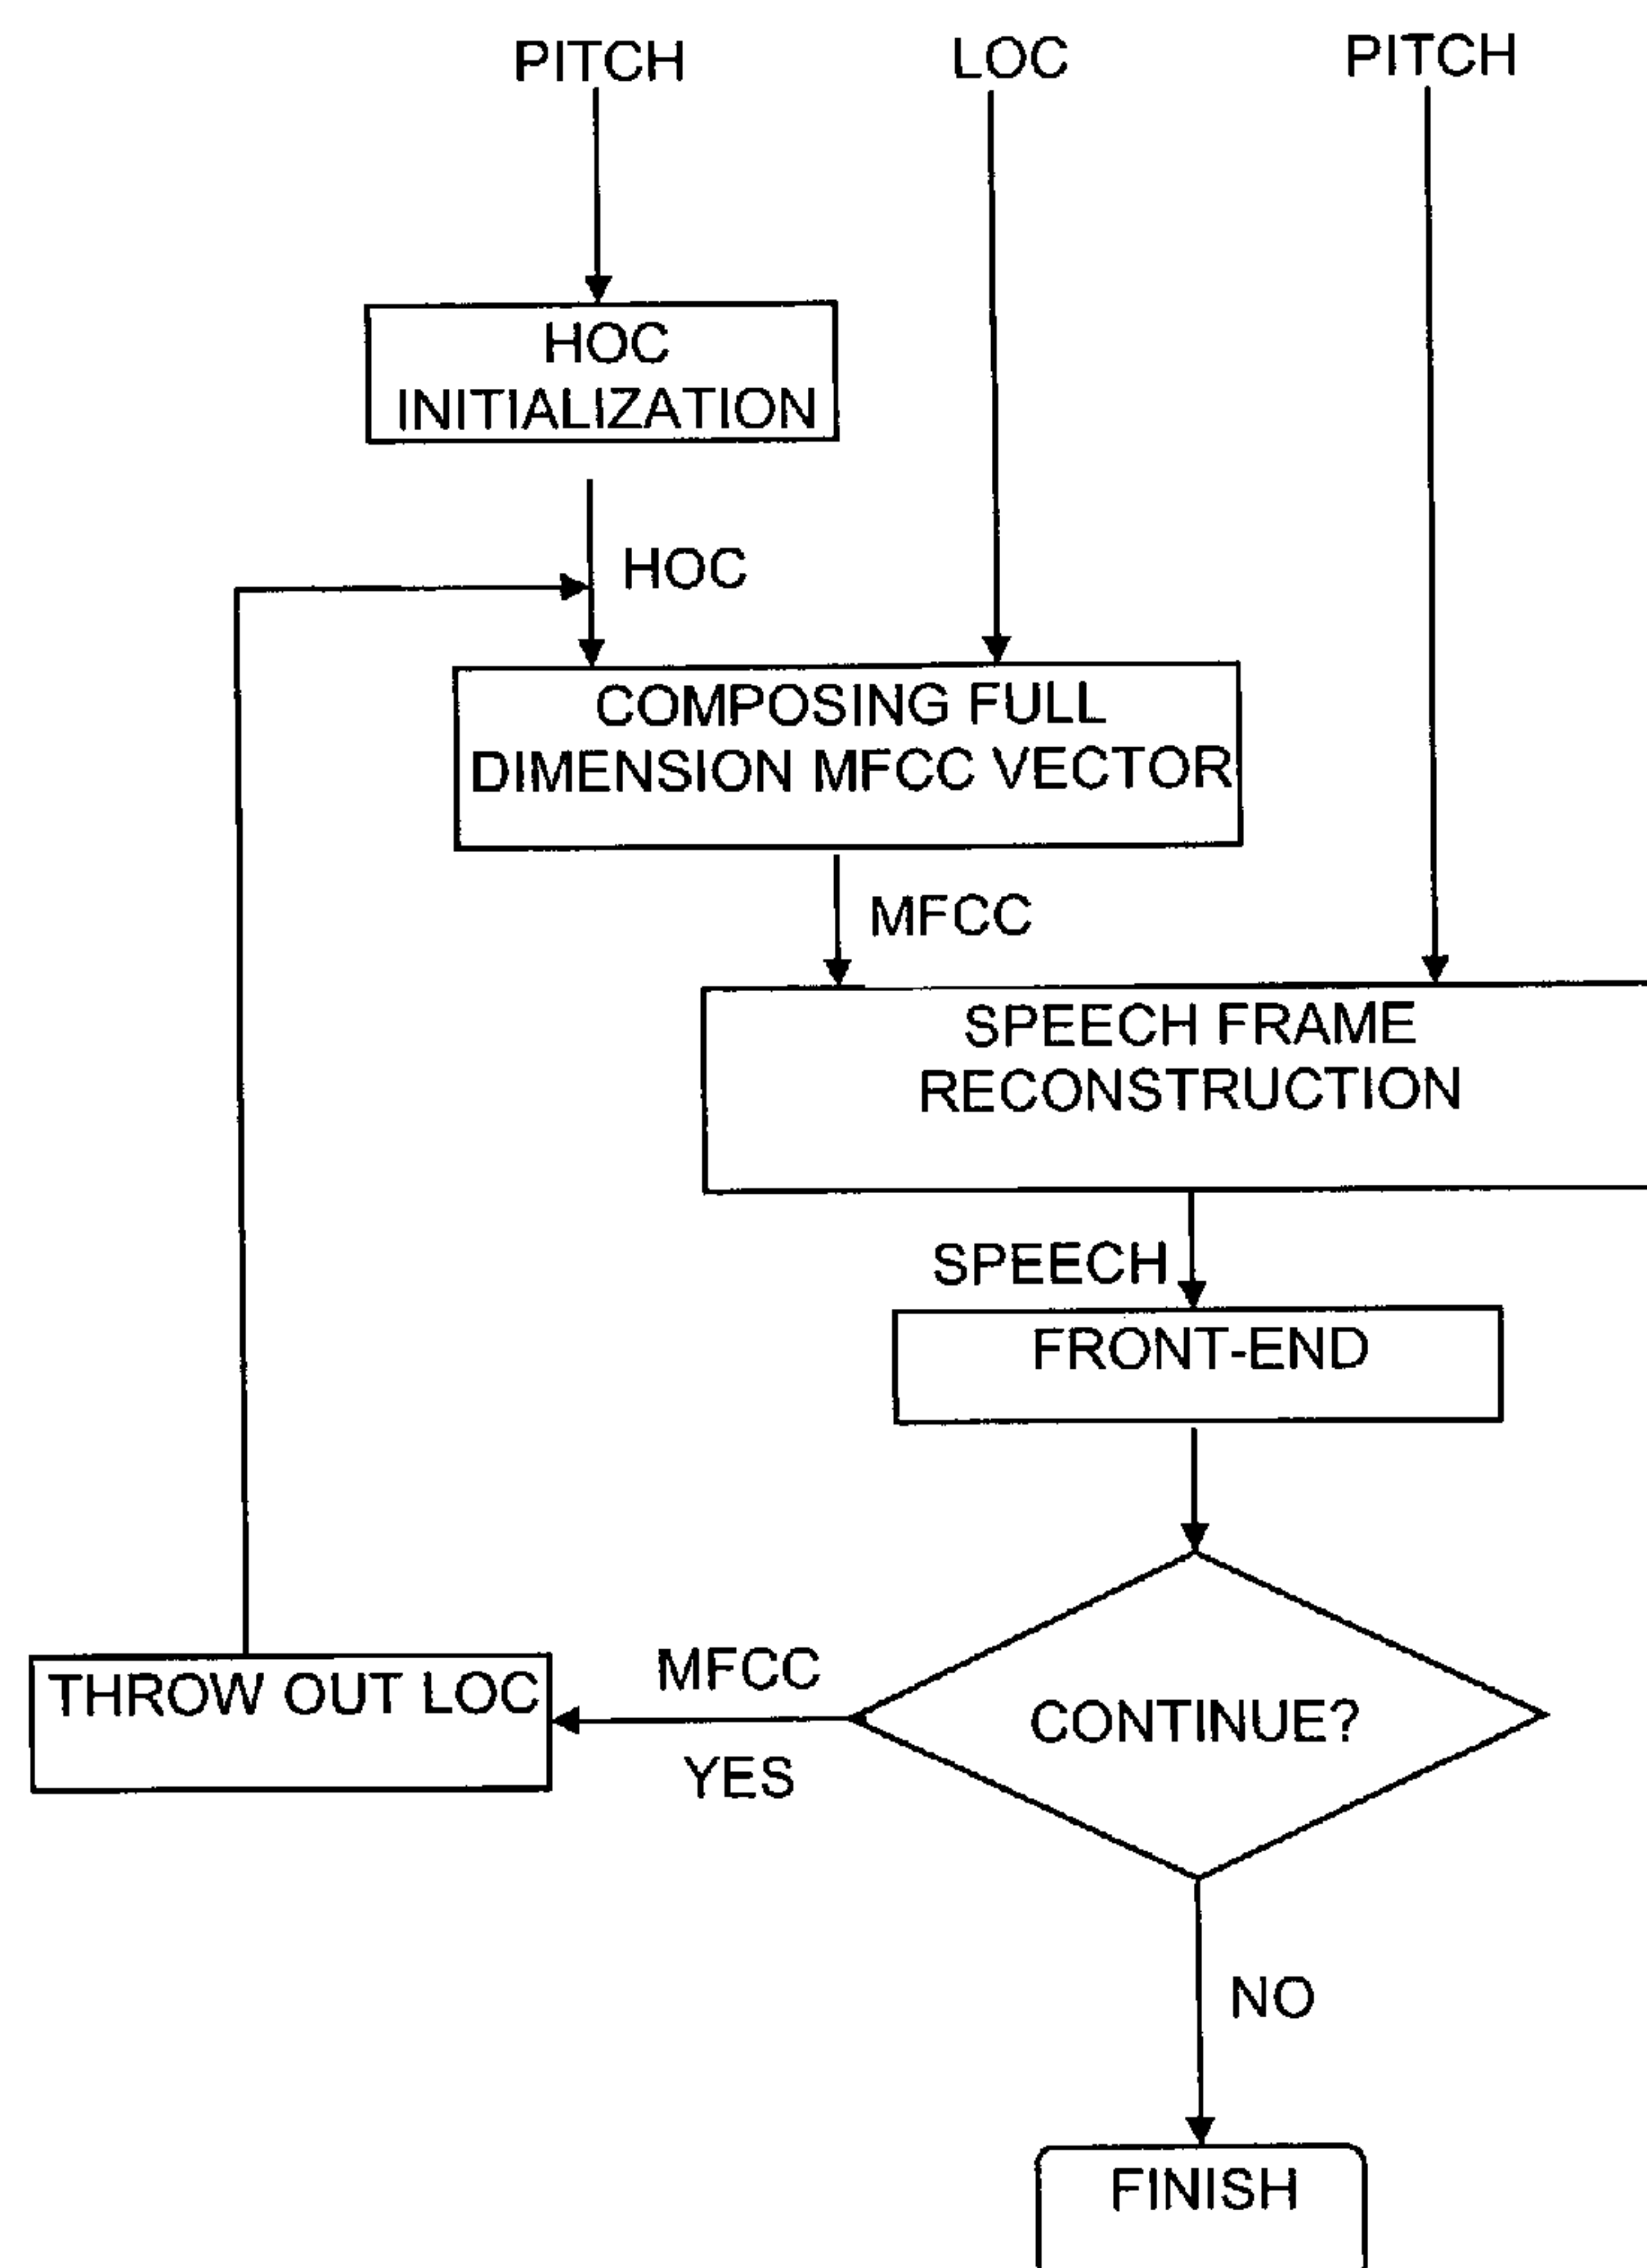 PITCH
LOC
PITCH
HOC
INITIALIZATION
HOC
COMPOSING FULL
DIMENSION MFCC VECTOR
MFCC
SPEECH FRAME
RECONSTRUCTION
SPEECH
FRONT-END
THROW OUT LOC
MFCC
YES
CONTINUE?
NO
FINISH